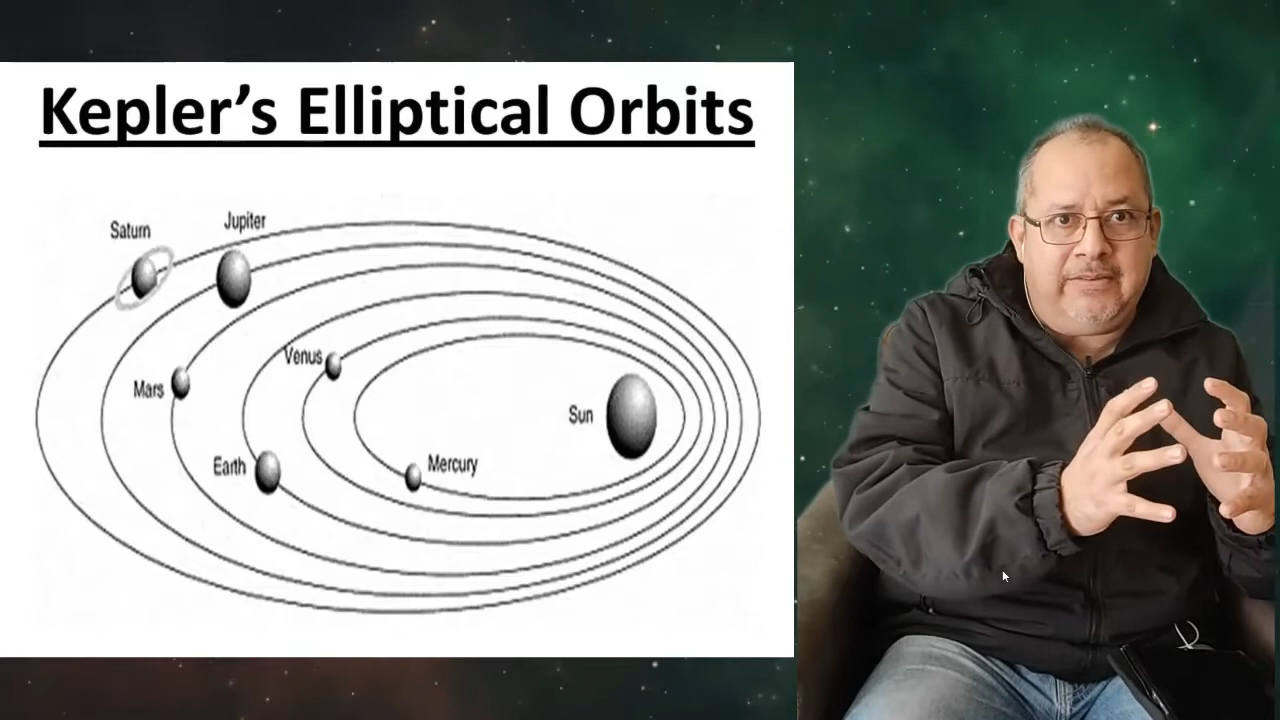 Kepler’s Elliptical Orbits
Saturn
Jupiter
Venus
Mars
Sun
Earth
Mercury